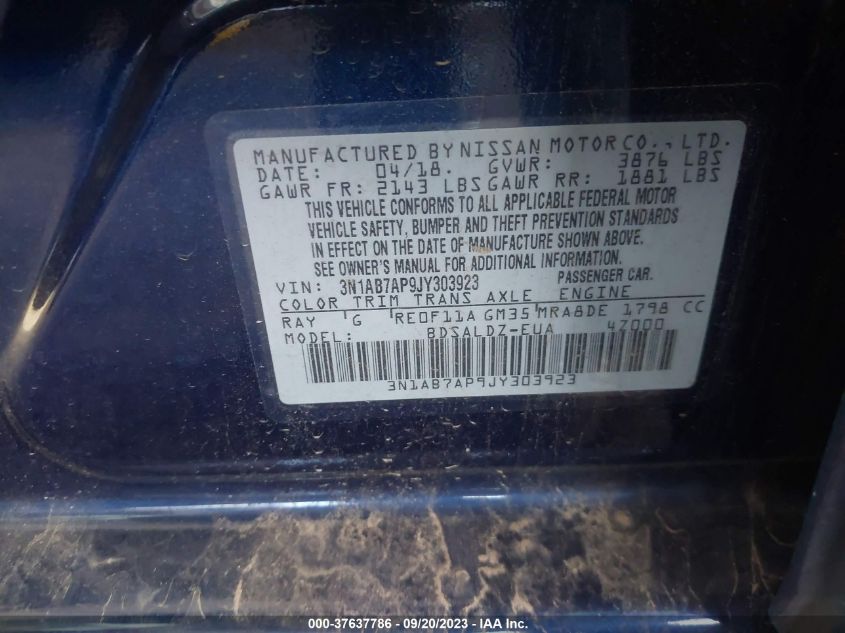 MANUFACTURED BY NISSAN MOTOR CO., LTD.
DATE: 04/18. GVWR: 3876 LBS
GAWR FR: 2143 LBS GAWR RR: 1881 LBS
THIS VEHICLE CONFORMS TO ALL APPLICABLE FEDERAL MOTOR
VEHICLE SAFETY, BUMPER AND THEFT PREVENTION STANDARDS
IN EFFECT ON THE DATE OF MANUFACTURE SHOWN ABOVE.
SEE OWNER'S MANUAL FOR ADDITIONAL INFORMATION.
VIN: 3N1AB7AP9JY303923 PASSENGER CAR.
COLOR TRIM TRANS AXLE ENGINE
RAY G RE0F11A GM35 MRA8DE 1798 CC
MODEL: BDSALDZ-EUA 4Z000
3N1AB7AP9JY303923
000-37637786 - 09/20/2023 - IAA Inc.